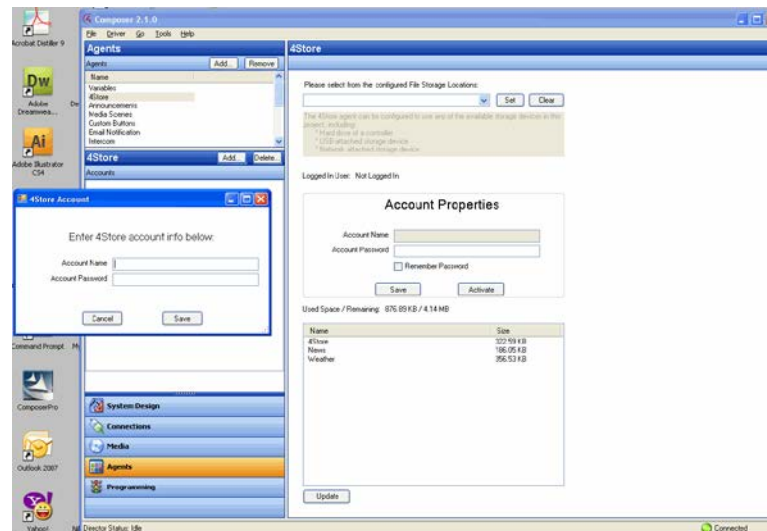 Acrobat Distiller 9
Adobe Dreamwea...
De
Adobe Illustrator CS4
Command Prompt
My
ComposerPro
Outlook 2007
Yahoo!
Composer 2.1.0
File Driver Go Tools Help
Agents
Agents Add... Remove
Name
Variables
4Store
Announcements
Media Scenes
Custom Buttons
Email Notification
Intercom
4Store Add... Delete...
Accounts
4Store Account
Enter 4Store account info below:
Account Name
Account Password
Cancel Save
System Design
Connections
Media
Agents
Programming
Director Status: Idle
4Store
Please select from the configured File Storage Locations:
Set Clear
The 4Store agent can be configured to use any of the available storage devices in this
project, including:
* Hard drive of a controller
* USB attached storage device
* Network attached storage device
Logged In User: Not Logged In
Account Properties
Account Name
Account Password
Remember Password
Save Activate
Used Space / Remaining: 876.89 KB / 4.14 MB
Name Size
4Store 322.59 KB
News 186.05 KB
Weather 356.53 KB
Update
Connected